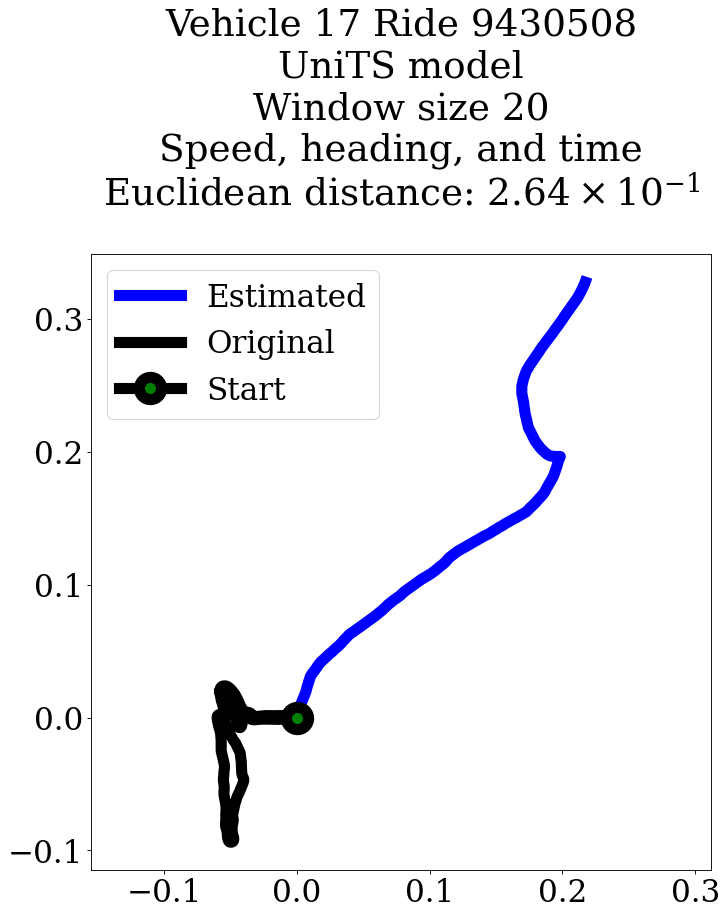 Vehicle 17 Ride 9430508
UniTS model
Window size 20
Speed, heading, and time
Euclidean distance: 2.64 × 10⁻¹
Estimated
Original
Start
0.3
0.2
0.1
0.0
−0.1
−0.1 0.0 0.1 0.2 0.3